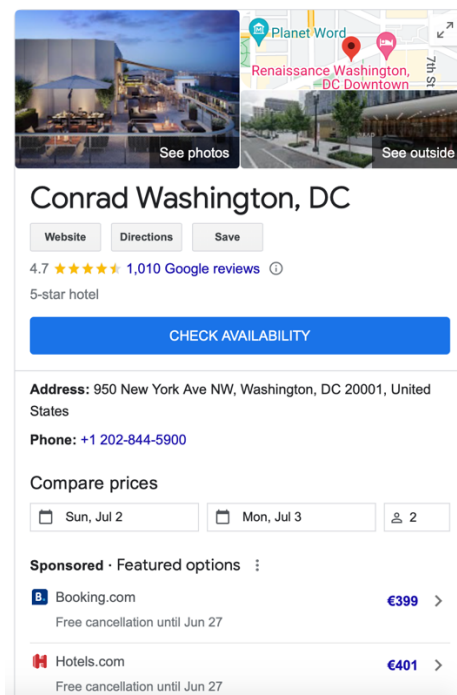 Planet Word
Renaissance Washington,
DC Downtown
7th St
See photos
See outside
Conrad Washington, DC
Website
Directions
Save
4.7
1,010 Google reviews
5-star hotel
CHECK AVAILABILITY
Address: 950 New York Ave NW, Washington, DC 20001, United
States
Phone: +1 202-844-5900
Compare prices
Sun, Jul 2
Mon, Jul 3
2
Sponsored · Featured options
B.
Booking.com
€399
Free cancellation until Jun 27
H
Hotels.com
€401
Free cancellation until Jun 27